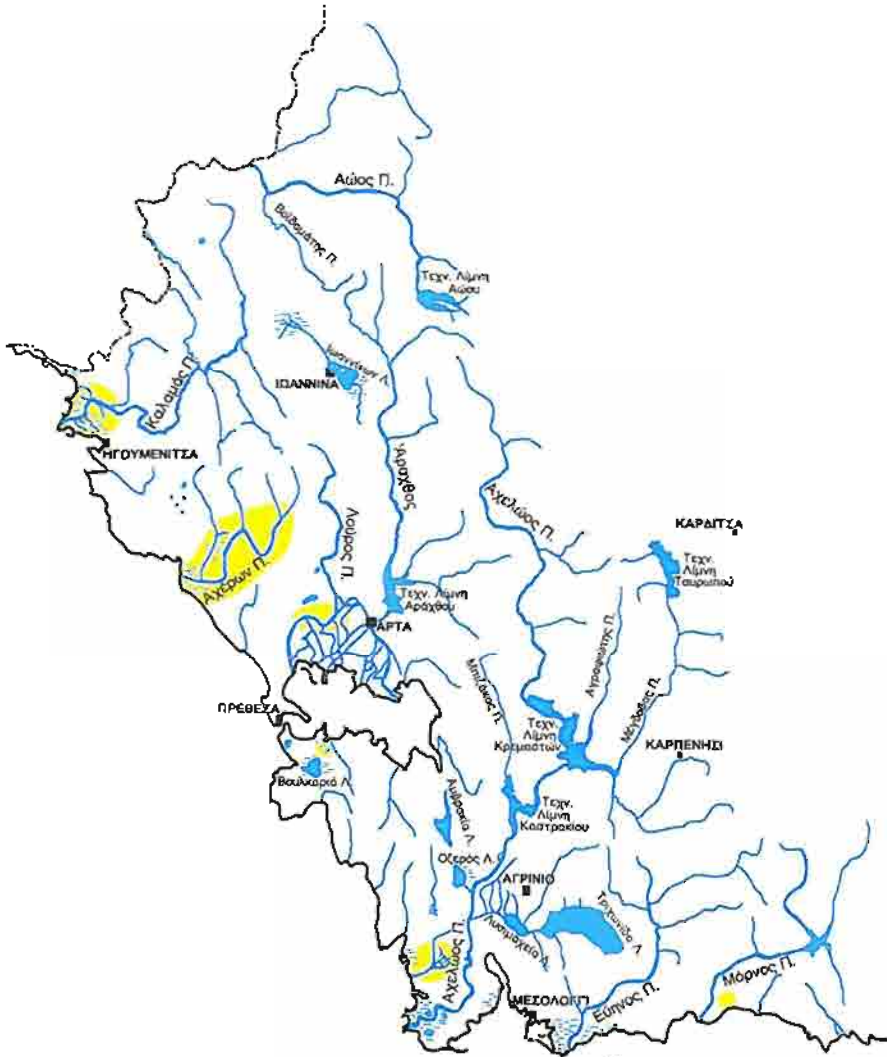 Αώος Π.
Βοϊδομάτης Π.
Τεχν. Λίμνη
Αώου
Ιωαννίνων Λ.
ΙΩΑΝΝΙΝΑ
Καλαμάς Π.
ΗΓΟΥΜΕΝΙΤΣΑ
Άραχθος
Αχελώος Π.
ΚΑΡΔΙΤΣΑ
Τεχν.
Λίμνη
Ταυρωπού
Λούρος Π.
Αχέρων Π.
Τεχν. Λίμνη
Αράχθου
ΑΡΤΑ
Αγραφιώτης Π.
Μέγδοβας Π.
ΠΡΕΒΕΖΑ
Τεχν.
Λίμνη
Κρεμαστών
ΚΑΡΠΕΝΗΣΙ
Βουλκαριά Λ.
Αμβρακία Λ.
Τεχν.
Λίμνη
Καστρακίου
Οζερός Λ.
ΑΓΡΙΝΙΟ
Λυσιμαχεία Λ.
Τριχωνίδα Λ.
Αχελώος Π.
ΜΕΣΟΛΟΓΓΙ
Εύηνος Π.
Μόρνος Π.